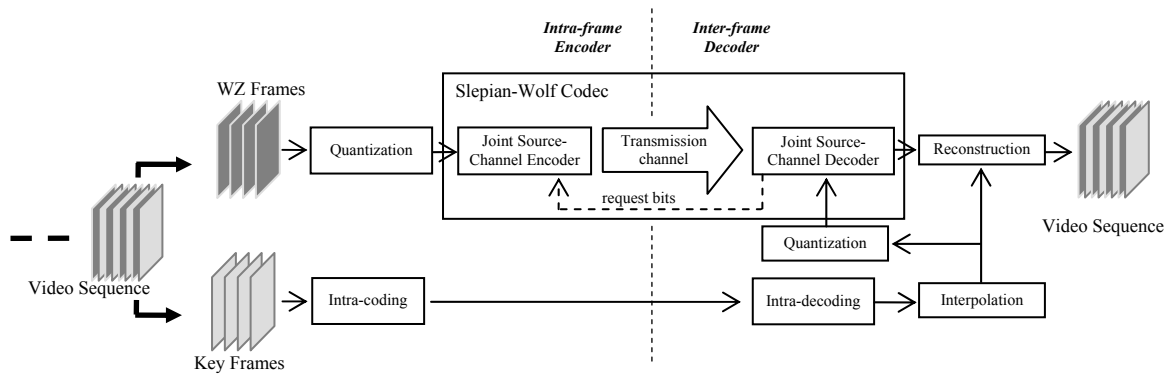 Intra-frame
Encoder
Inter-frame
Decoder
WZ Frames
Slepian-Wolf Codec
Quantization
Joint Source-
Channel Encoder
Transmission
channel
Joint Source-
Channel Decoder
Reconstruction
request bits
Video Sequence
Quantization
Video Sequence
Intra-coding
Intra-decoding
Interpolation
Key Frames